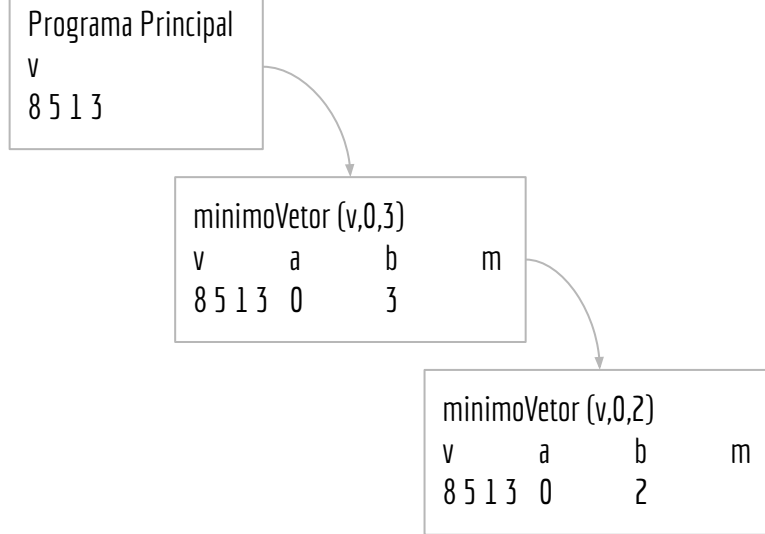 Programa Principal
v
8 5 1 3
minimoVetor (v,0,3)
v a b m
8 5 1 3 0 3
minimoVetor (v,0,2)
v a b m
8 5 1 3 0 2